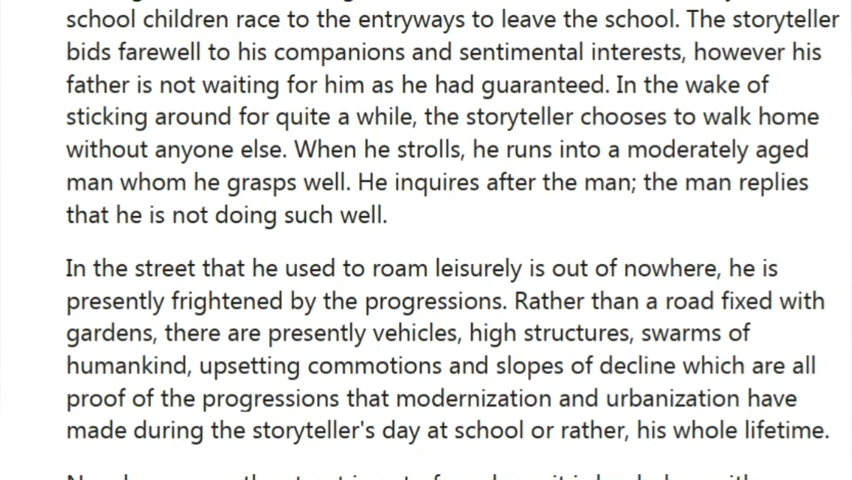 school children race to the entryways to leave the school. The storyteller
bids farewell to his companions and sentimental interests, however his
father is not waiting for him as he had guaranteed. In the wake of
sticking around for quite a while, the storyteller chooses to walk home
without anyone else. When he strolls, he runs into a moderately aged
man whom he grasps well. He inquires after the man; the man replies
that he is not doing such well.
In the street that he used to roam leisurely is out of nowhere, he is
presently frightened by the progressions. Rather than a road fixed with
gardens, there are presently vehicles, high structures, swarms of
humankind, upsetting commotions and slopes of decline which are all
proof of the progressions that modernization and urbanization have
made during the storyteller's day at school or rather, his whole lifetime.